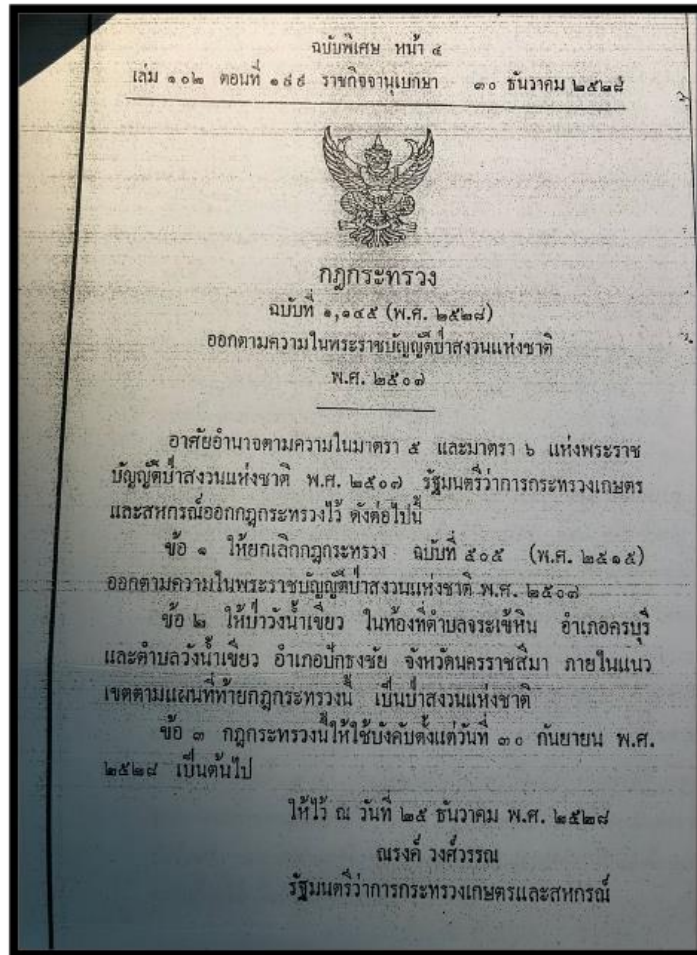 ฉบับพิเศษ หน้า ๔
เล่ม ๑๐๒ ตอนที่ ๑๙๙ ราชกิจจานุเบกษา ๓๐ ธันวาคม ๒๕๒๘
กฎกระทรวง
ฉบับที่ ๑,๑๔๕ (พ.ศ. ๒๕๒๘)
ออกตามความในพระราชบัญญัติป่าสงวนแห่งชาติ
พ.ศ. ๒๕๐๗
อาศัยอำนาจตามความในมาตรา ๕ และมาตรา ๖ แห่งพระราช
บัญญัติป่าสงวนแห่งชาติ พ.ศ. ๒๕๐๗ รัฐมนตรีว่าการกระทรวงเกษตร
และสหกรณ์ออกกฎกระทรวงไว้ ดังต่อไปนี้
ข้อ ๑ ให้ยกเลิกกฎกระทรวง ฉบับที่ ๕๐๕ (พ.ศ. ๒๕๑๕)
ออกตามความในพระราชบัญญัติป่าสงวนแห่งชาติ พ.ศ. ๒๕๐๗
ข้อ ๒ ให้ป่าวังน้ำเขียว ในท้องที่ตำบลจระเข้หิน อำเภอครบุรี
และตำบลวังน้ำเขียว อำเภอปักธงชัย จังหวัดนครราชสีมา ภายในแนว
เขตตามแผนที่ท้ายกฎกระทรวงนี้ เป็นป่าสงวนแห่งชาติ
ข้อ ๓ กฎกระทรวงนี้ให้ใช้บังคับตั้งแต่วันที่ ๓๐ กันยายน พ.ศ.
๒๕๒๘ เป็นต้นไป
ให้ไว้ ณ วันที่ ๒๕ ธันวาคม พ.ศ. ๒๕๒๘
ณรงค์ วงศ์วรรณ
รัฐมนตรีว่าการกระทรวงเกษตรและสหกรณ์